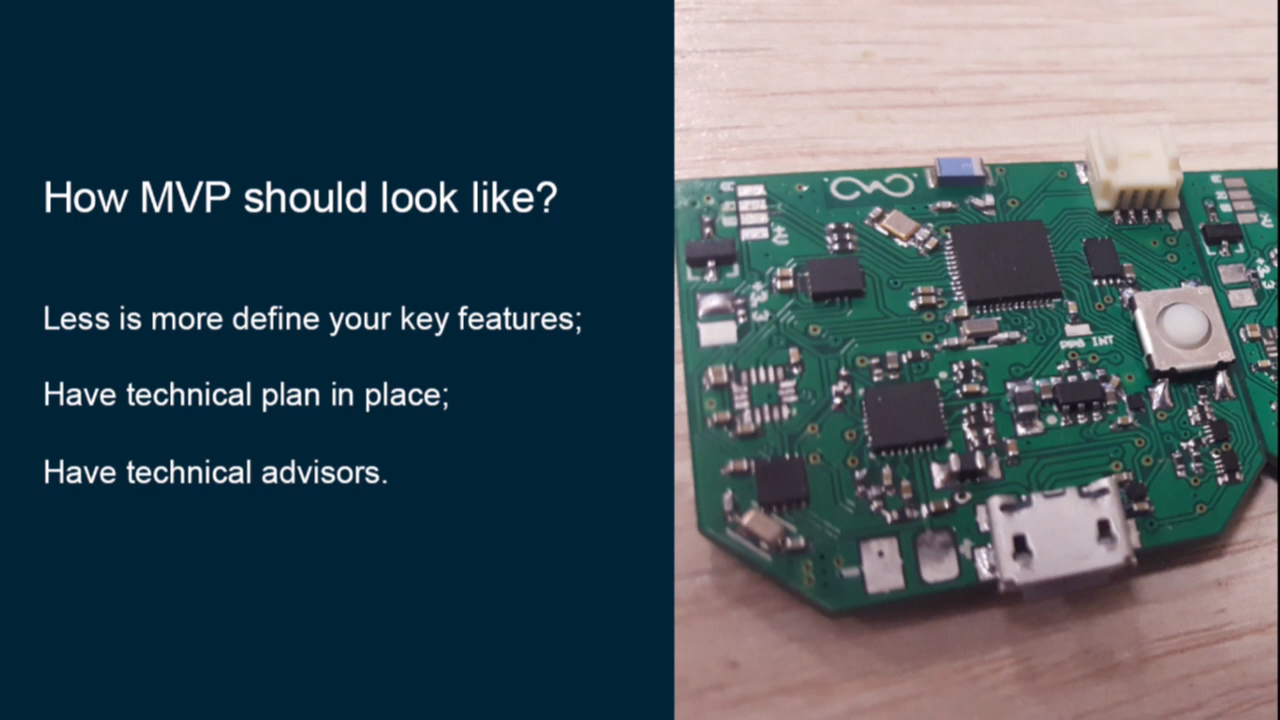 How MVP should look like?
Less is more define your key features;
Have technical plan in place;
Have technical advisors.
INT